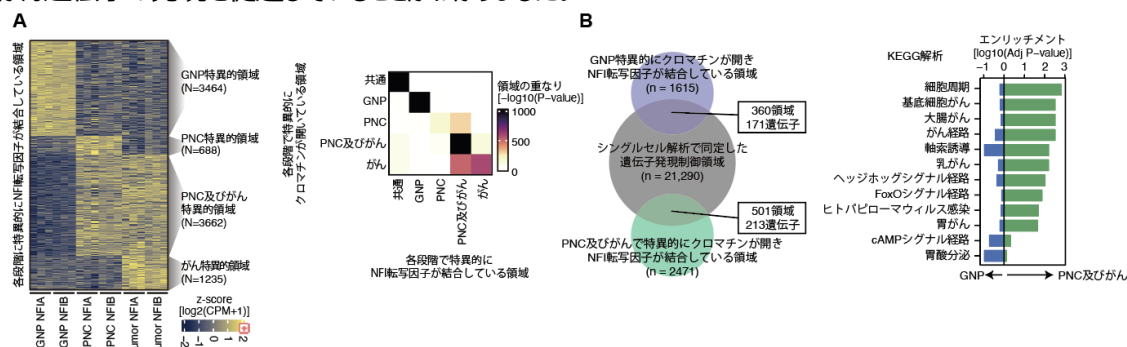 A
各段階に特異的にNFI転写因子が結合している領域
GNP特異的領域
(N=3464)
PNC特異的領域
(N=688)
PNC及びがん
特異的領域
(N=3662)
がん特異的領域
(N=1235)
GNP NFIA
GNP NFIB
PNC NFIA
PNC NFIB
umor NFIA
umor NFIB
z-score
[log2(CPM+1)]
-2
-1
0
1
2
各段階で特異的に
クロマチンが開いている領域
共通
GNP
PNC
PNC及びがん
がん
共通
GNP
PNC
PNC及びがん
がん
各段階で特異的に
NFI転写因子が結合している領域
領域の重なり
[-log10(P-value)]
1000
500
0
B
GNP特異的にクロマチンが開き
NFI転写因子が結合している領域
(n = 1615)
360領域
171遺伝子
シングルセル解析で同定した
遺伝子発現制御領域
(n = 21,290)
501領域
213遺伝子
PNC及びがんで特異的にクロマチンが開き
NFI転写因子が結合している領域
(n = 2471)
KEGG解析
エンリッチメント
[log10(Adj P-value)]
-1 0 1 2 3
細胞周期
基底細胞がん
大腸がん
がん経路
軸索誘導
乳がん
ヘッジホッグシグナル経路
FoxOシグナル経路
ヒトパピローマウィルス感染
胃がん
cAMPシグナル経路
胃酸分泌
GNP
PNC及びがん